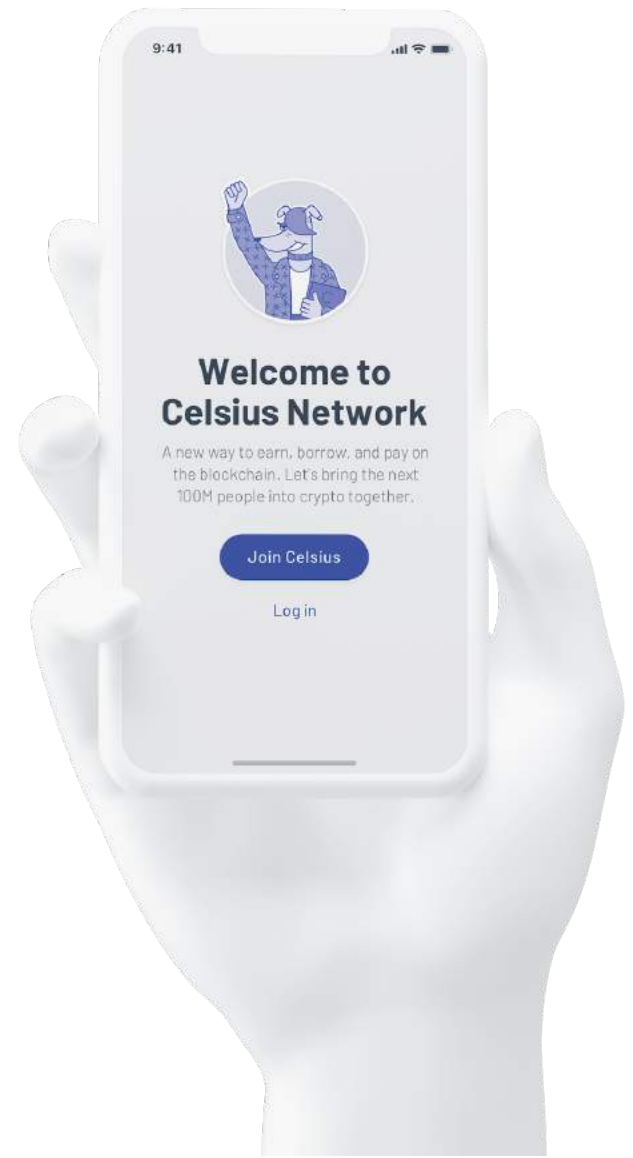 9:41
Welcome to
Celsius Network
A new way to earn, borrow, and pay on
the blockchain. Let's bring the next
100M people into crypto together.
Join Celsius
Log in